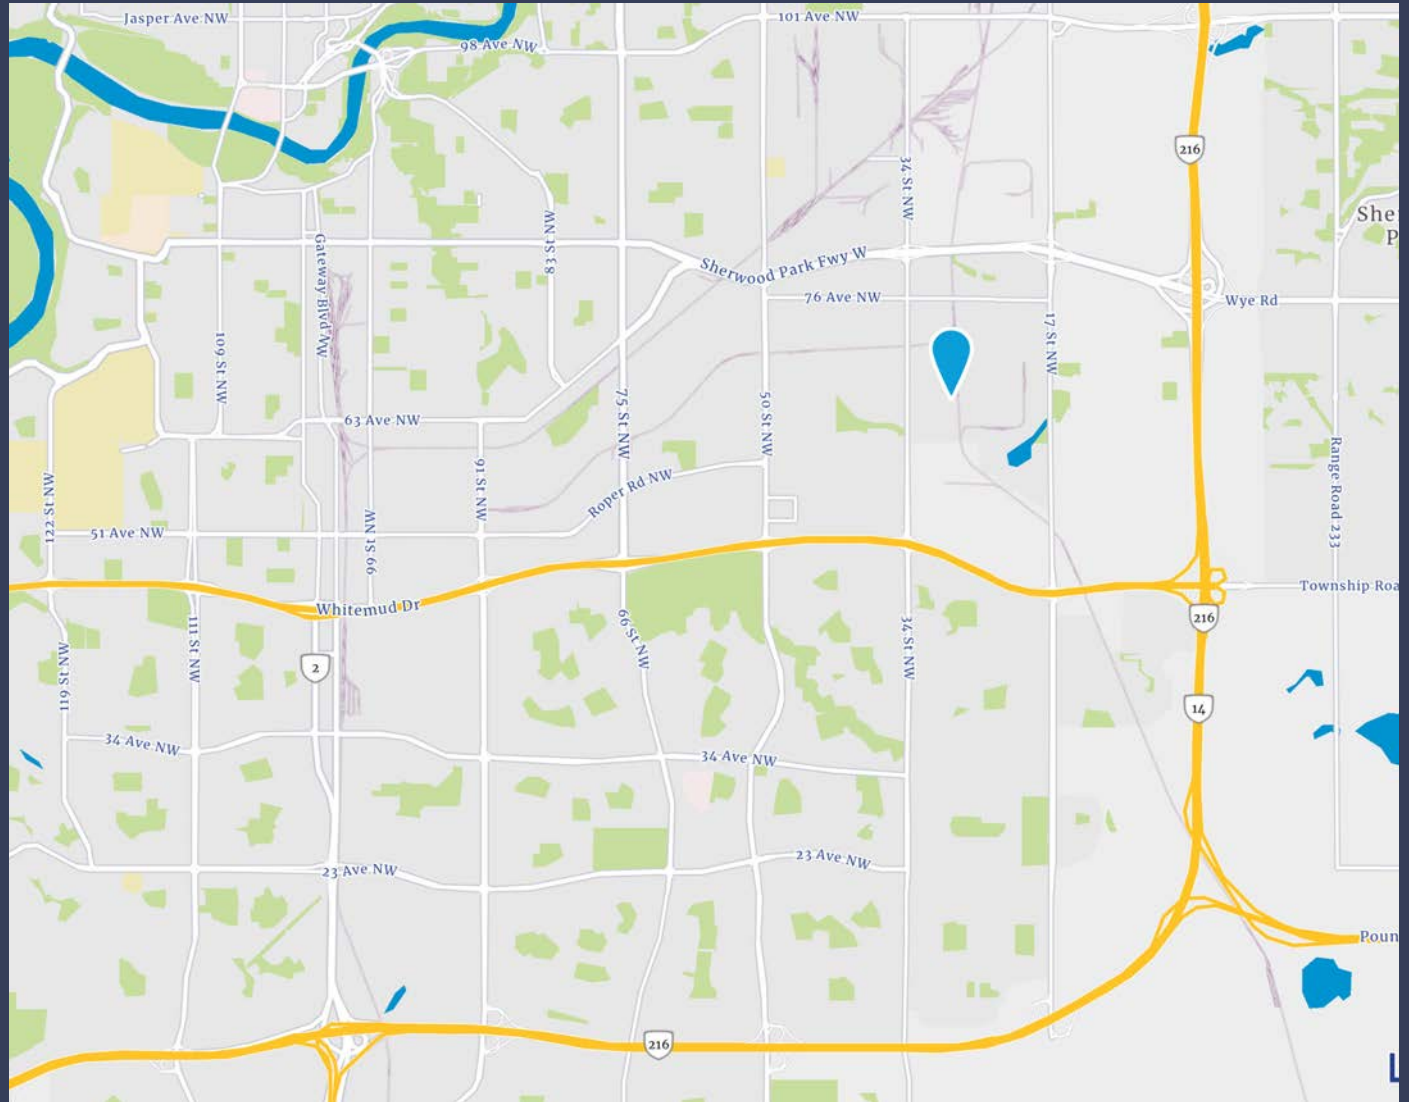 Jasper Ave NW
101 Ave NW
98 Ave NW
216
34 St NW
She
P
83 St NW
Gateway Blvd NW
Sherwood Park Fwy W
76 Ave NW
Wye Rd
109 St NW
17 St NW
75 St NW
50 St NW
63 Ave NW
91 St NW
122 St NW
Roper Rd NW
Range Road 233
51 Ave NW
99 St NW
Whitemud Dr
Township Roa
216
66 St NW
111 St NW
34 St NW
119 St NW
2
14
34 Ave NW
34 Ave NW
23 Ave NW
23 Ave NW
Poun
216
L